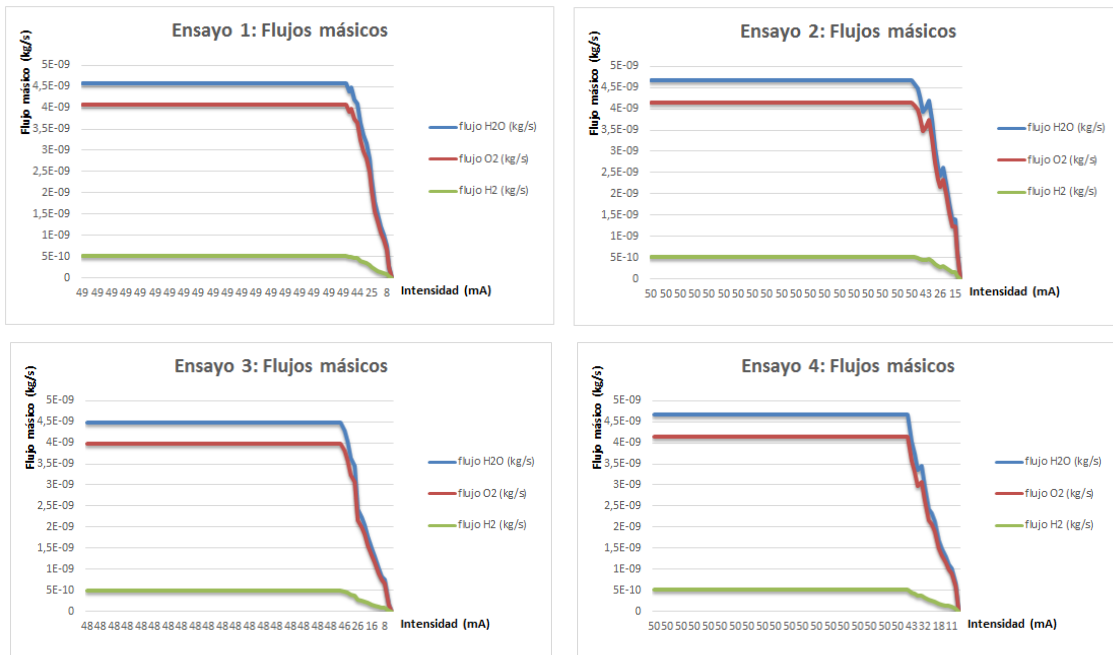 Ensayo 1: Flujos másicos
Flujo másico (kg/s)
5E-09
4,5E-09
4E-09
3,5E-09
3E-09
2,5E-09
2E-09
1,5E-09
1E-09
5E-10
0
49 49 49 49 49 49 49 49 49 49 49 49 49 49 49 49 49 49 49 49 44 25 8
Intensidad (mA)
flujo H2O (kg/s)
flujo O2 (kg/s)
flujo H2 (kg/s)
Ensayo 2: Flujos másicos
Flujo másico (kg/s)
5E-09
4,5E-09
4E-09
3,5E-09
3E-09
2,5E-09
2E-09
1,5E-09
1E-09
5E-10
0
50 50 50 50 50 50 50 50 50 50 50 50 50 50 50 50 50 50 50 50 43 26 15
Intensidad (mA)
flujo H2O (kg/s)
flujo O2 (kg/s)
flujo H2 (kg/s)
Ensayo 3: Flujos másicos
Flujo másico (kg/s)
5E-09
4,5E-09
4E-09
3,5E-09
3E-09
2,5E-09
2E-09
1,5E-09
1E-09
5E-10
0
48 48 48 48 48 48 48 48 48 48 48 48 48 48 48 48 48 48 48 46 26 16 8
Intensidad (mA)
flujo H2O (kg/s)
flujo O2 (kg/s)
flujo H2 (kg/s)
Ensayo 4: Flujos másicos
Flujo másico (kg/s)
5E-09
4,5E-09
4E-09
3,5E-09
3E-09
2,5E-09
2E-09
1,5E-09
1E-09
5E-10
0
50 50 50 50 50 50 50 50 50 50 50 50 50 50 50 50 50 50 50 43 32 18 11
Intensidad (mA)
flujo H2O (kg/s)
flujo O2 (kg/s)
flujo H2 (kg/s)